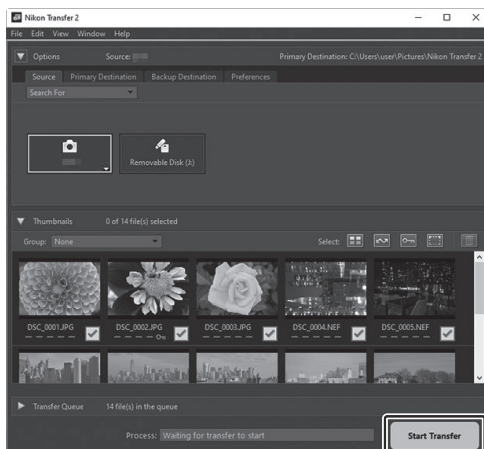 Nikon Transfer 2
File Edit View Window Help
Options Source: Primary Destination: C:\Users\user\Pictures\Nikon Transfer 2
Source Primary Destination Backup Destination Preferences
Search For
Removable Disk (J:)
Thumbnails 0 of 14 file(s) selected
Group: None Select:
DSC_0001.JPG DSC_0002.JPG DSC_0003.JPG DSC_0004.NEF DSC_0005.NEF
Transfer Queue 14 file(s) in the queue
Process: Waiting for transfer to start Start Transfer